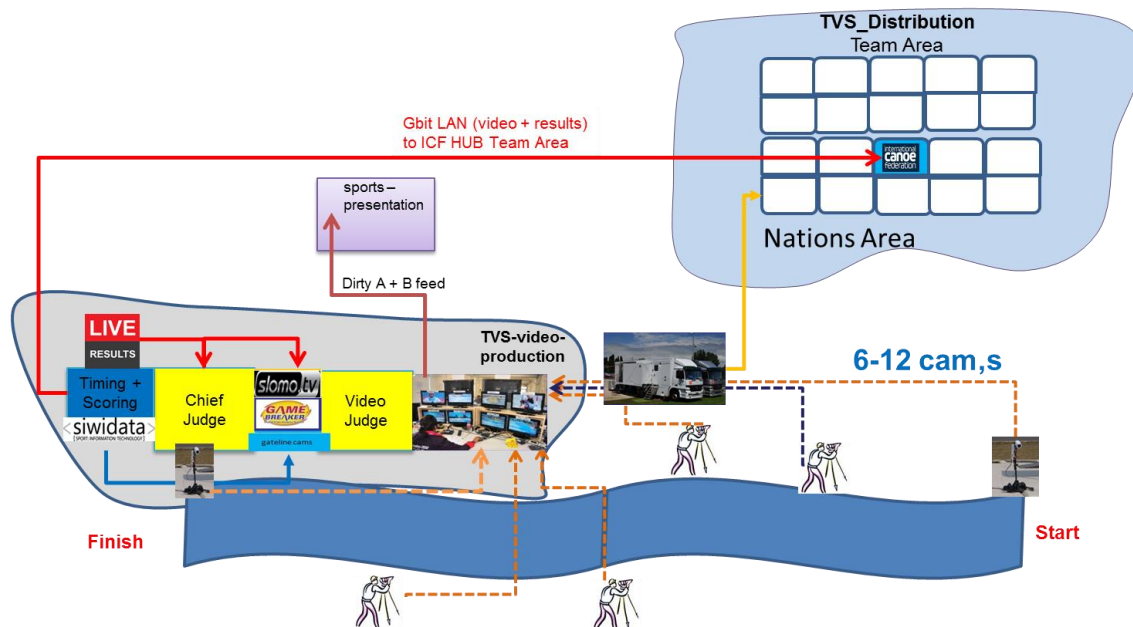 TVS_Distribution
Team Area
Gbit LAN (video + results)
to ICF HUB Team Area
international
canoe
federation
sports–
presentation
Nations Area
Dirty A + B feed
LIVE
RESULTS
TVS-video-
production
6-12 cam,s
Timing +
Scoring
siwidata
[SPORT-INFORMATION TECHNOLOGY]
Chief
Judge
slomo.tv
GAME
BREAKER
gateline.cams
Video
Judge
Finish
Start